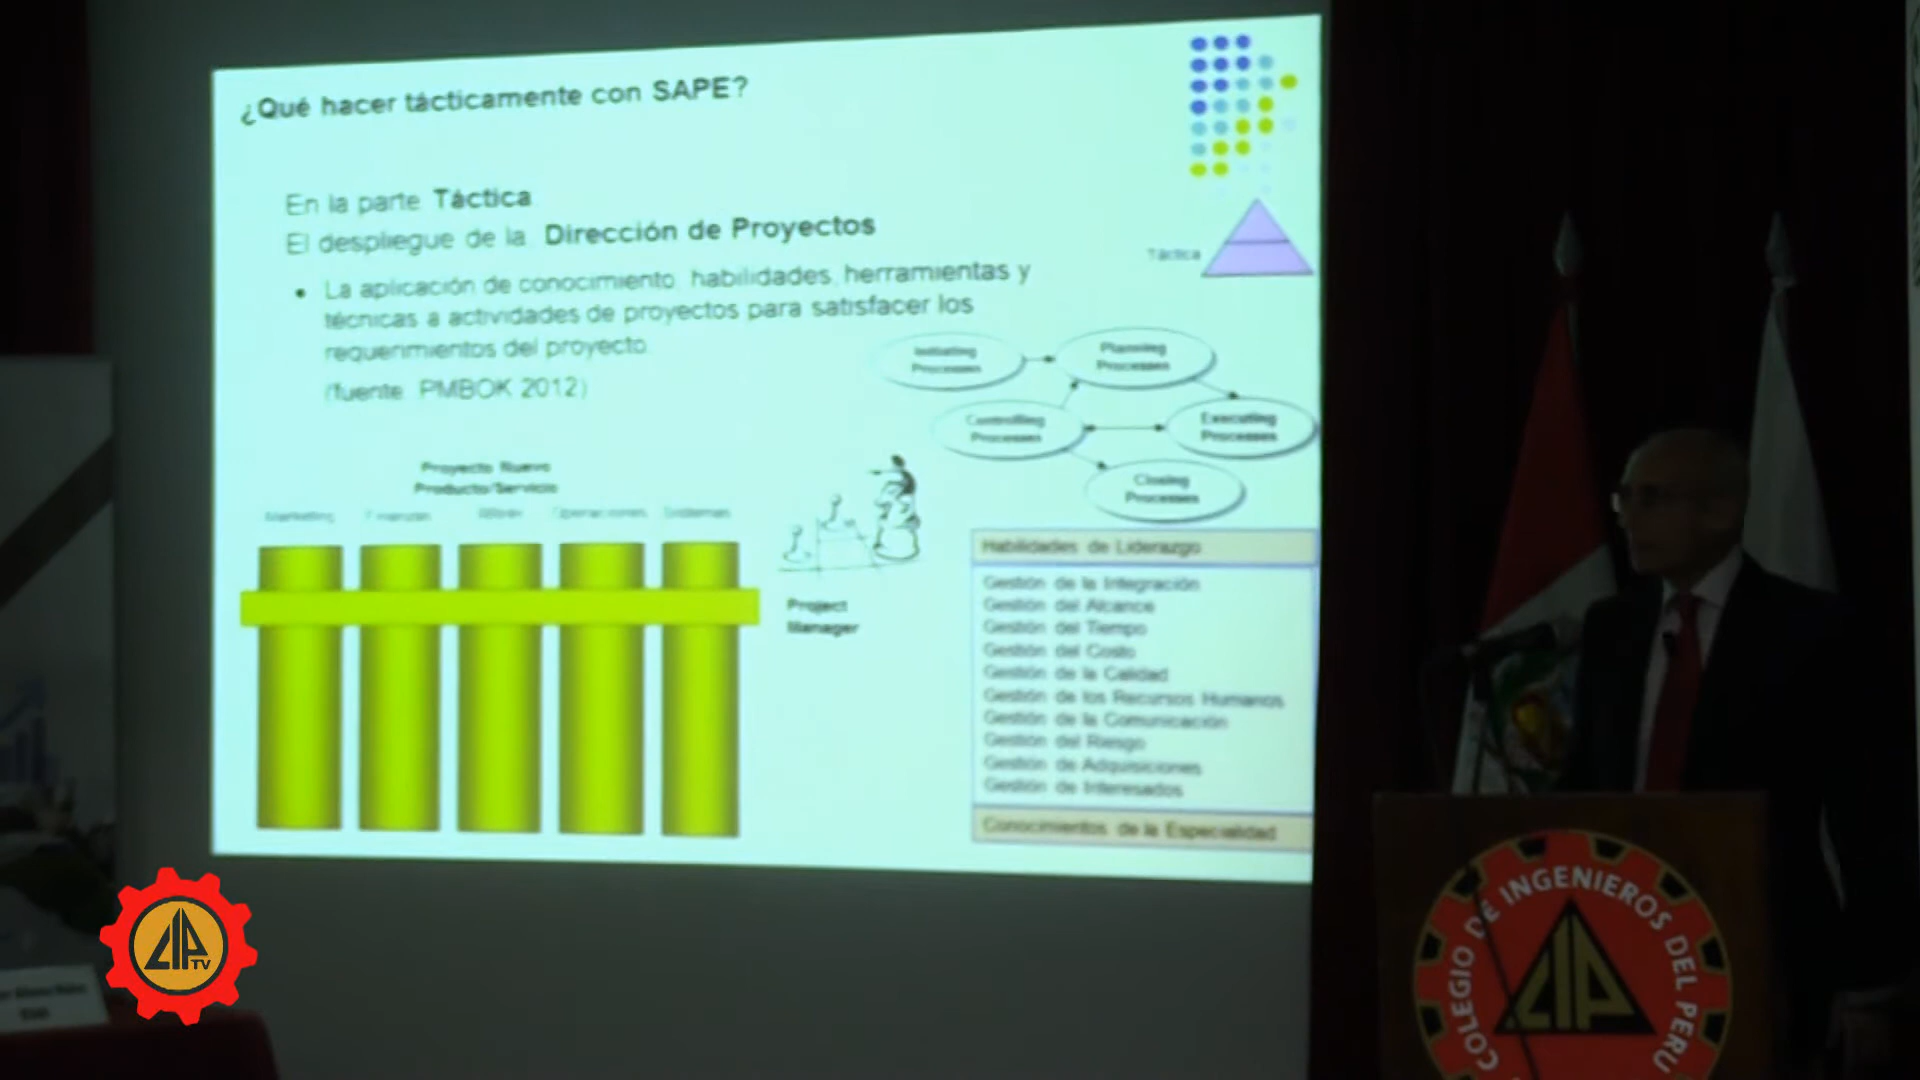 ¿Qué hacer tácticamente con SAPE?
En la parte Táctica
El despliegue de la Dirección de Proyectos
Táctica
• La aplicación de conocimiento, habilidades, herramientas y
técnicas a actividades de proyectos para satisfacer los
requerimientos del proyecto.
(fuente: PMBOK 2012)
Initiating
Processes
Planning
Processes
Controlling
Processes
Executing
Processes
Closing
Processes
Proyecto Nuevo
Producto/Servicio
Marketing Finanzas Operaciones Sistemas
Project
Manager
Habilidades de Liderazgo
Gestión de la Integración
Gestión del Alcance
Gestión del Tiempo
Gestión del Costo
Gestión de la Calidad
Gestión de los Recursos Humanos
Gestión de la Comunicación
Gestión del Riesgo
Gestión de Adquisiciones
Gestión de Interesados
Conocimientos de la Especialidad
CIP TV
COLEGIO DE INGENIEROS DEL PERU
CIP